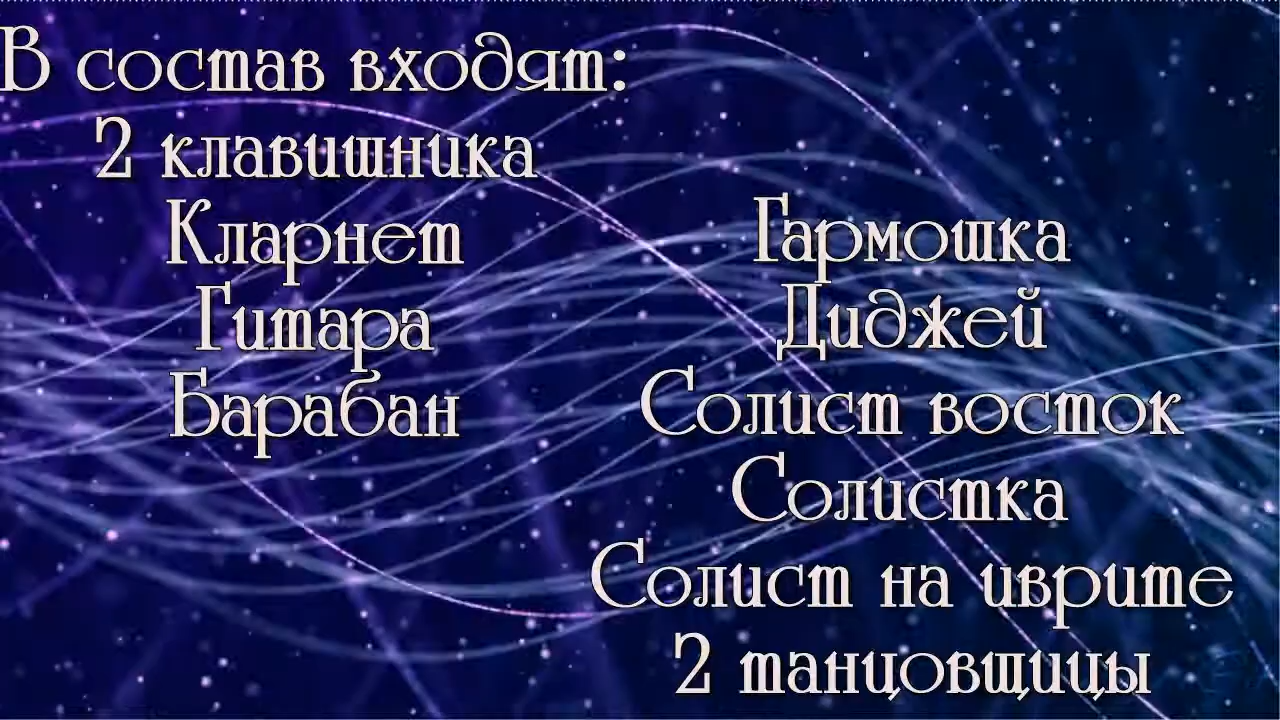 В состав входят:
2 клавишника
Кларнет
Гитара
Барабан
Гармошка
Диджей
Солист восток
Солистка
Солист на иврите
2 танцовщицы